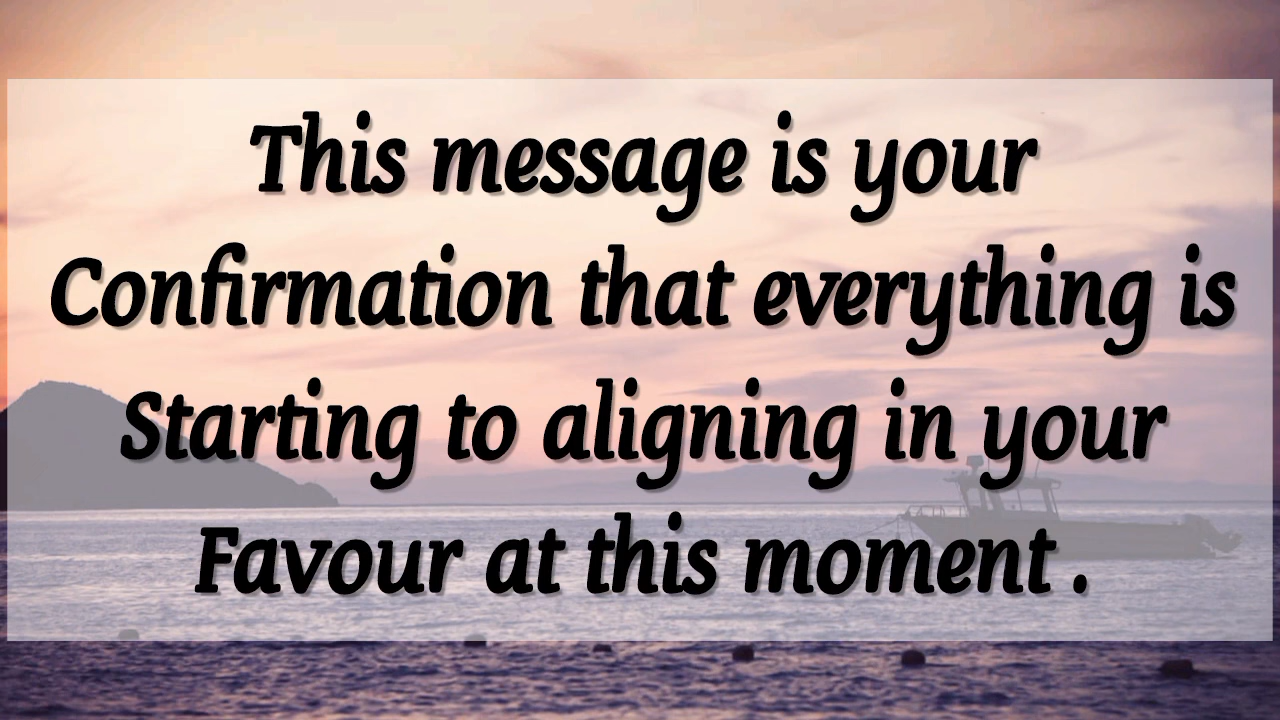 This message is your
Confirmation that everything is
Starting to aligning in your
Favour at this moment .